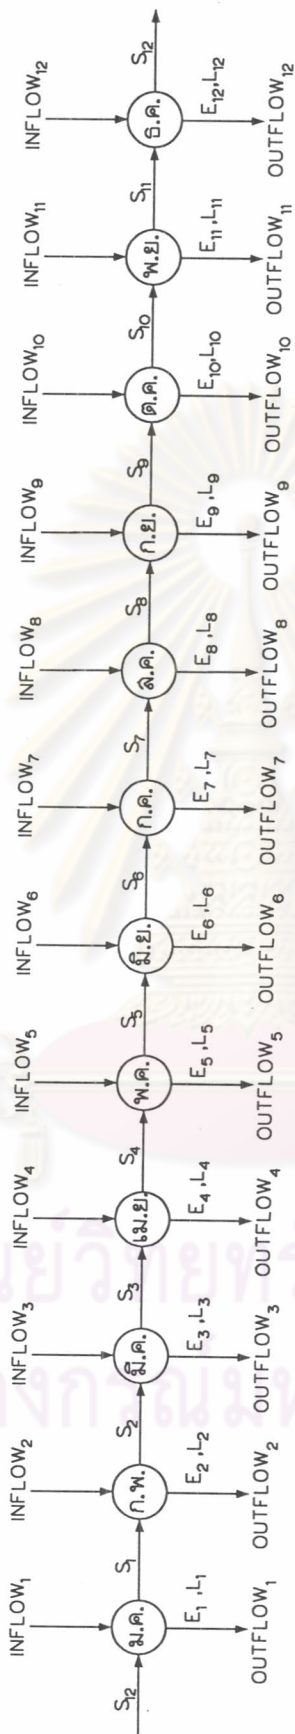 INFLOW₁ INFLOW₂ INFLOW₃ INFLOW₄ INFLOW₅ INFLOW₆ INFLOW₇ INFLOW₈ INFLOW₉ INFLOW₁₀ INFLOW₁₁ INFLOW₁₂
S₁₂ ม.ค. S₁ ก.พ. S₂ มี.ค. S₃ เม.ย. S₄ พ.ค. S₅ มิ.ย. S₆ ก.ค. S₇ ส.ค. S₈ ก.ย. S₉ ต.ค. S₁₀ พ.ย. S₁₁ ธ.ค. S₁₂
E₁,L₁ E₂,L₂ E₃,L₃ E₄,L₄ E₅,L₅ E₆,L₆ E₇,L₇ E₈,L₈ E₉,L₉ E₁₀,L₁₀ E₁₁,L₁₁ E₁₂,L₁₂
OUTFLOW₁ OUTFLOW₂ OUTFLOW₃ OUTFLOW₄ OUTFLOW₅ OUTFLOW₆ OUTFLOW₇ OUTFLOW₈ OUTFLOW₉ OUTFLOW₁₀ OUTFLOW₁₁ OUTFLOW₁₂